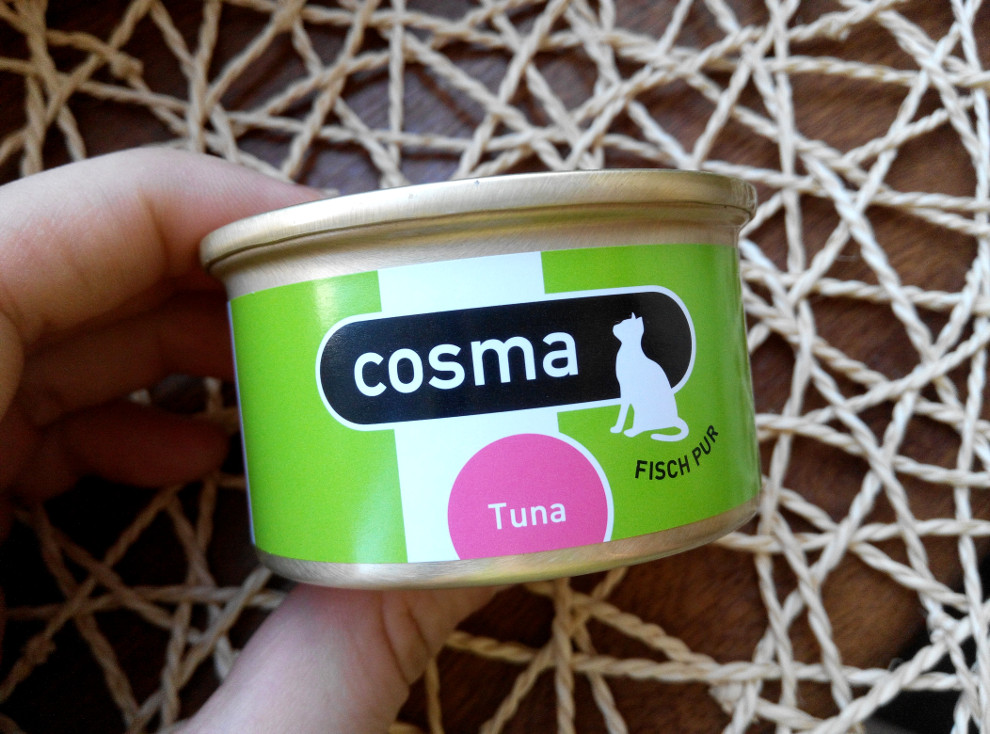 cosma
FISCH PUR
Tuna